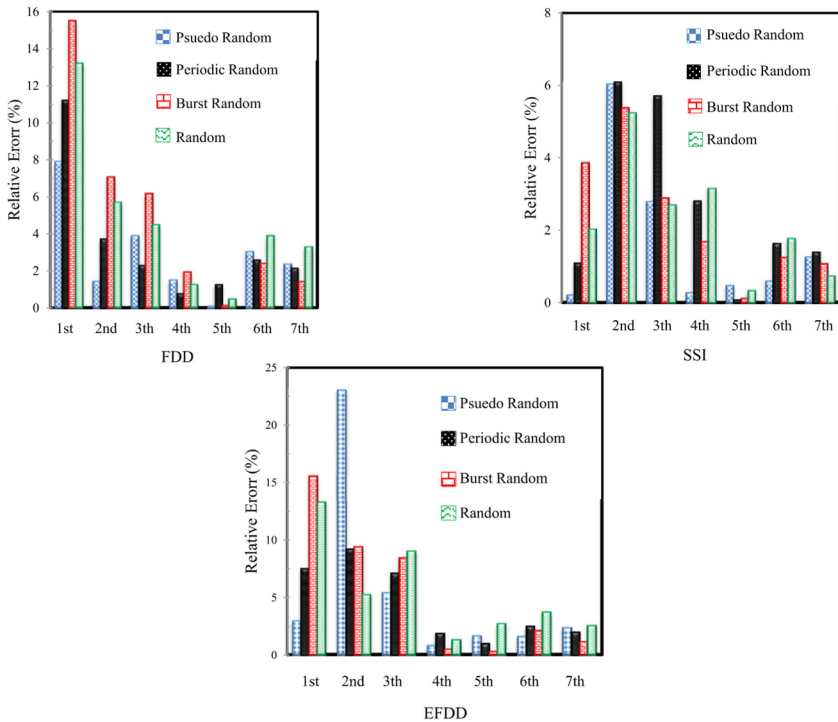 16
14
12
10
8
6
4
2
0
Relative Erorr (%)
Psuedo Random
Periodic Random
Burst Random
Random
1st 2nd 3th 4th 5th 6th 7th
FDD
8
6
4
2
0
Relative Erorr (%)
Psuedo Random
Periodic Random
Burst Random
Random
1st 2nd 3th 4th 5th 6th 7th
SSI
25
20
15
10
5
0
Relative Erorr (%)
Psuedo Random
Periodic Random
Burst Random
Random
1st 2nd 3th 4th 5th 6th 7th
EFDD